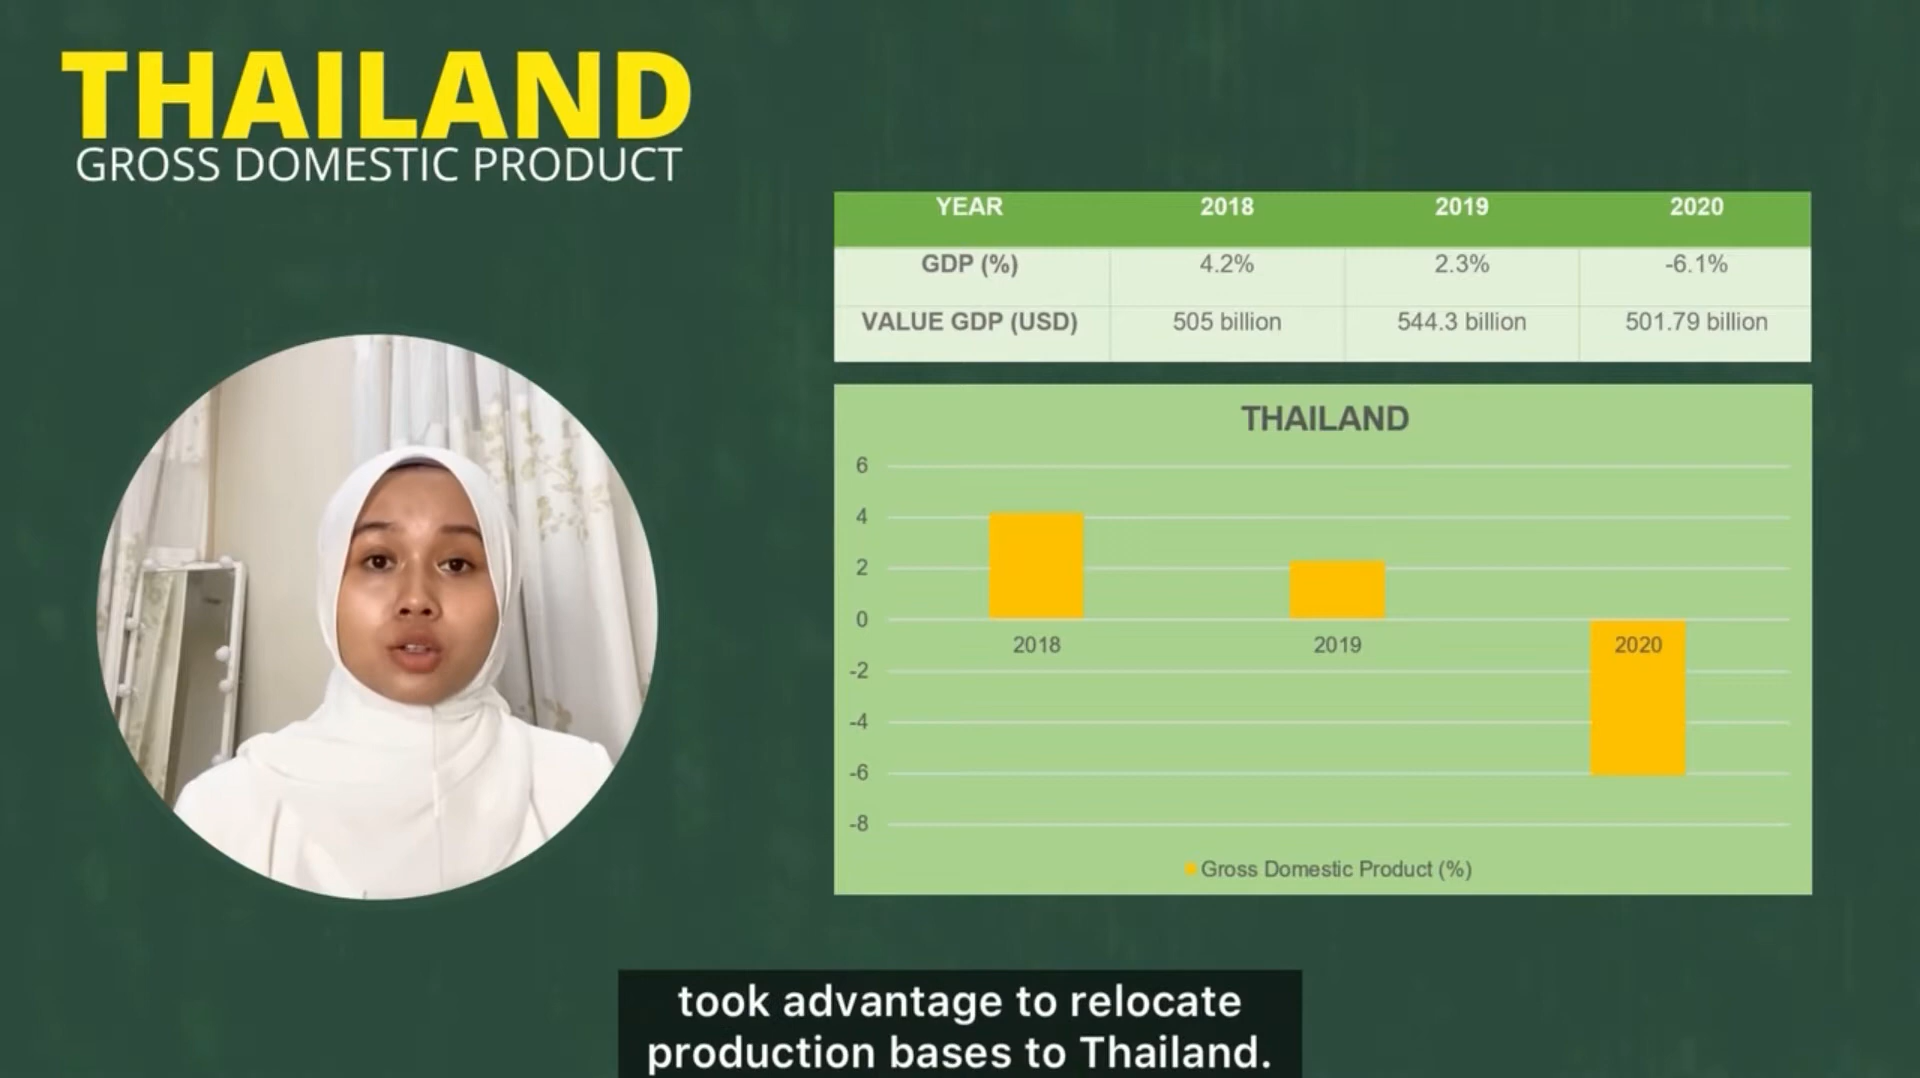 THAILAND
GROSS DOMESTIC PRODUCT
YEAR 2018 2019 2020
GDP (%) 4.2% 2.3% -6.1%
VALUE GDP (USD) 505 billion 544.3 billion 501.79 billion
THAILAND
6
4
2
0
2018 2019 2020
-2
-4
-6
-8
Gross Domestic Product (%)
took advantage to relocate
production bases to Thailand.